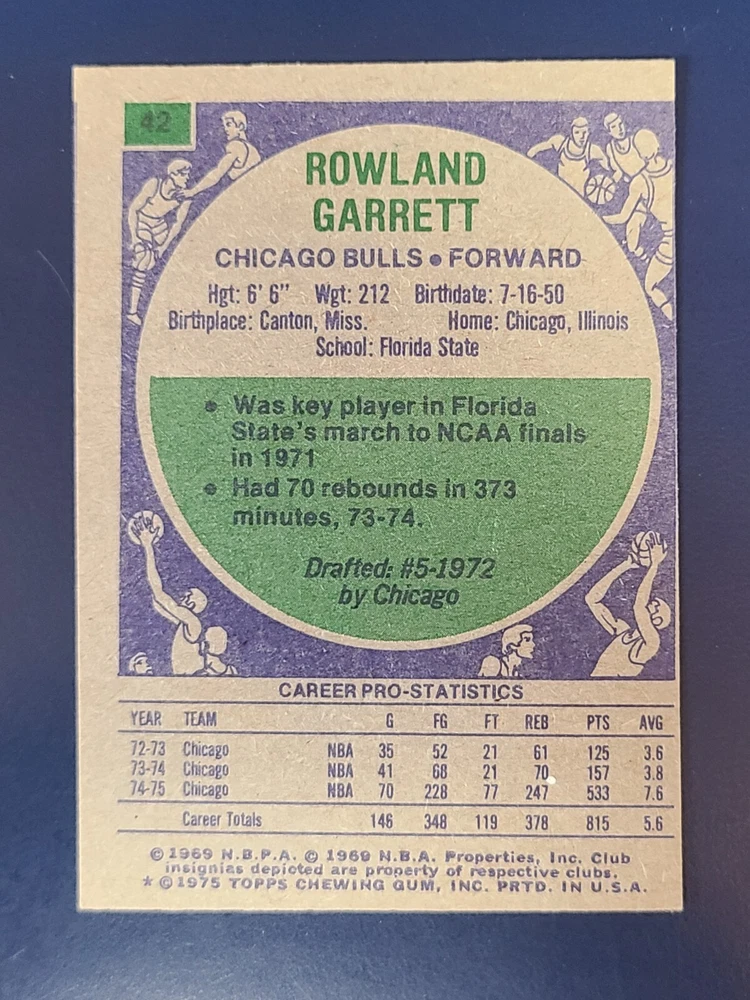 42
ROWLAND
GARRETT
CHICAGO BULLS • FORWARD
Hgt: 6' 6" Wgt: 212 Birthdate: 7-16-50
Birthplace: Canton, Miss. Home: Chicago, Illinois
School: Florida State
• Was key player in Florida
State's march to NCAA finals
in 1971
• Had 70 rebounds in 373
minutes, 73-74.
Drafted: #5-1972
by Chicago
CAREER PRO-STATISTICS
YEAR TEAM G FG FT REB PTS AVG
72-73 Chicago NBA 35 52 21 61 125 3.6
73-74 Chicago NBA 41 68 21 70 157 3.8
74-75 Chicago NBA 70 228 77 247 533 7.6
Career Totals 146 348 119 378 815 5.6
© 1969 N.B.P.A. © 1969 N.B.A. Properties, Inc. Club
insignias depicted are property of respective clubs.
* © 1975 TOPPS CHEWING GUM, INC. PRTD. IN U.S.A.